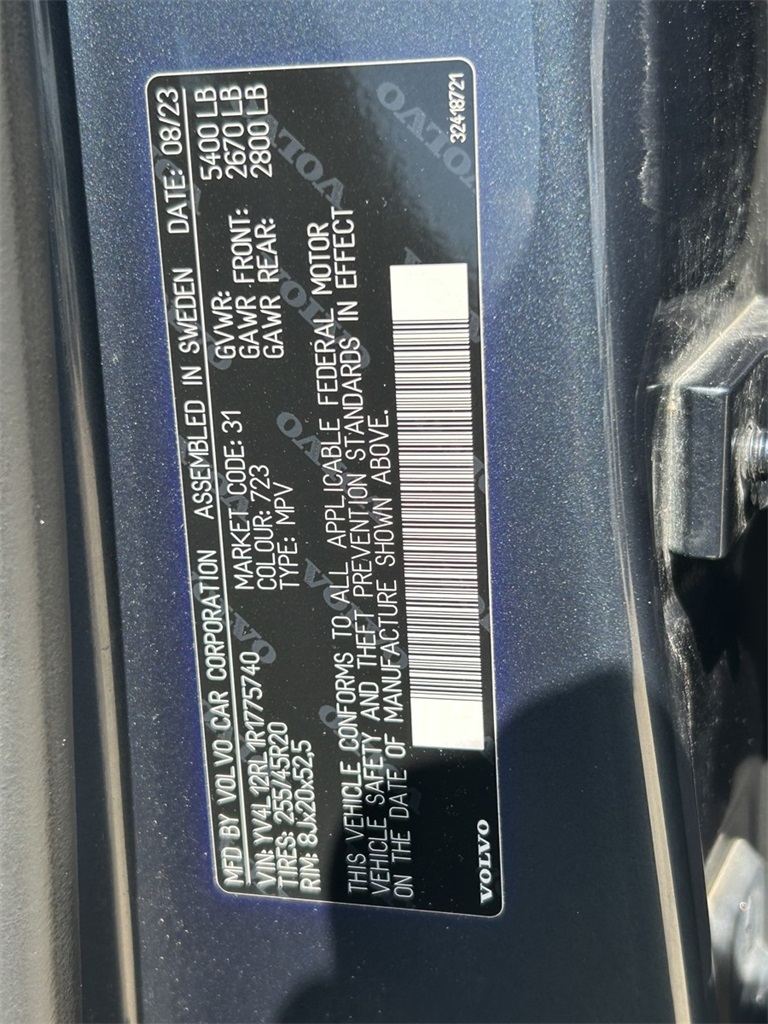 MFD BY VOLVO CAR CORPORATION ASSEMBLED IN SWEDEN DATE: 08/23
VIN: YV4L12RL1R1775740 MARKET CODE: 31 GVWR: 5400 LB
TIRES: 255/45R20 COLOUR: 723 GAWR FRONT: 2670 LB
RIM: 8Jx20x52,5 TYPE: MPV GAWR REAR: 2800 LB
THIS VEHICLE CONFORMS TO ALL APPLICABLE FEDERAL MOTOR
VEHICLE SAFETY AND THEFT PREVENTION STANDARDS IN EFFECT
ON THE DATE OF MANUFACTURE SHOWN ABOVE.
VOLVO 32418721